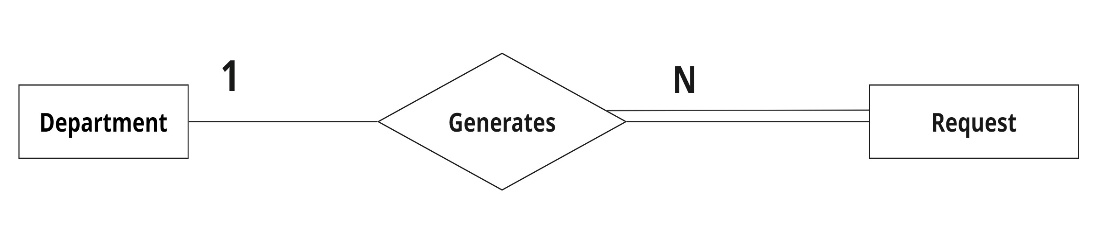 1
N
Department
Generates
Request